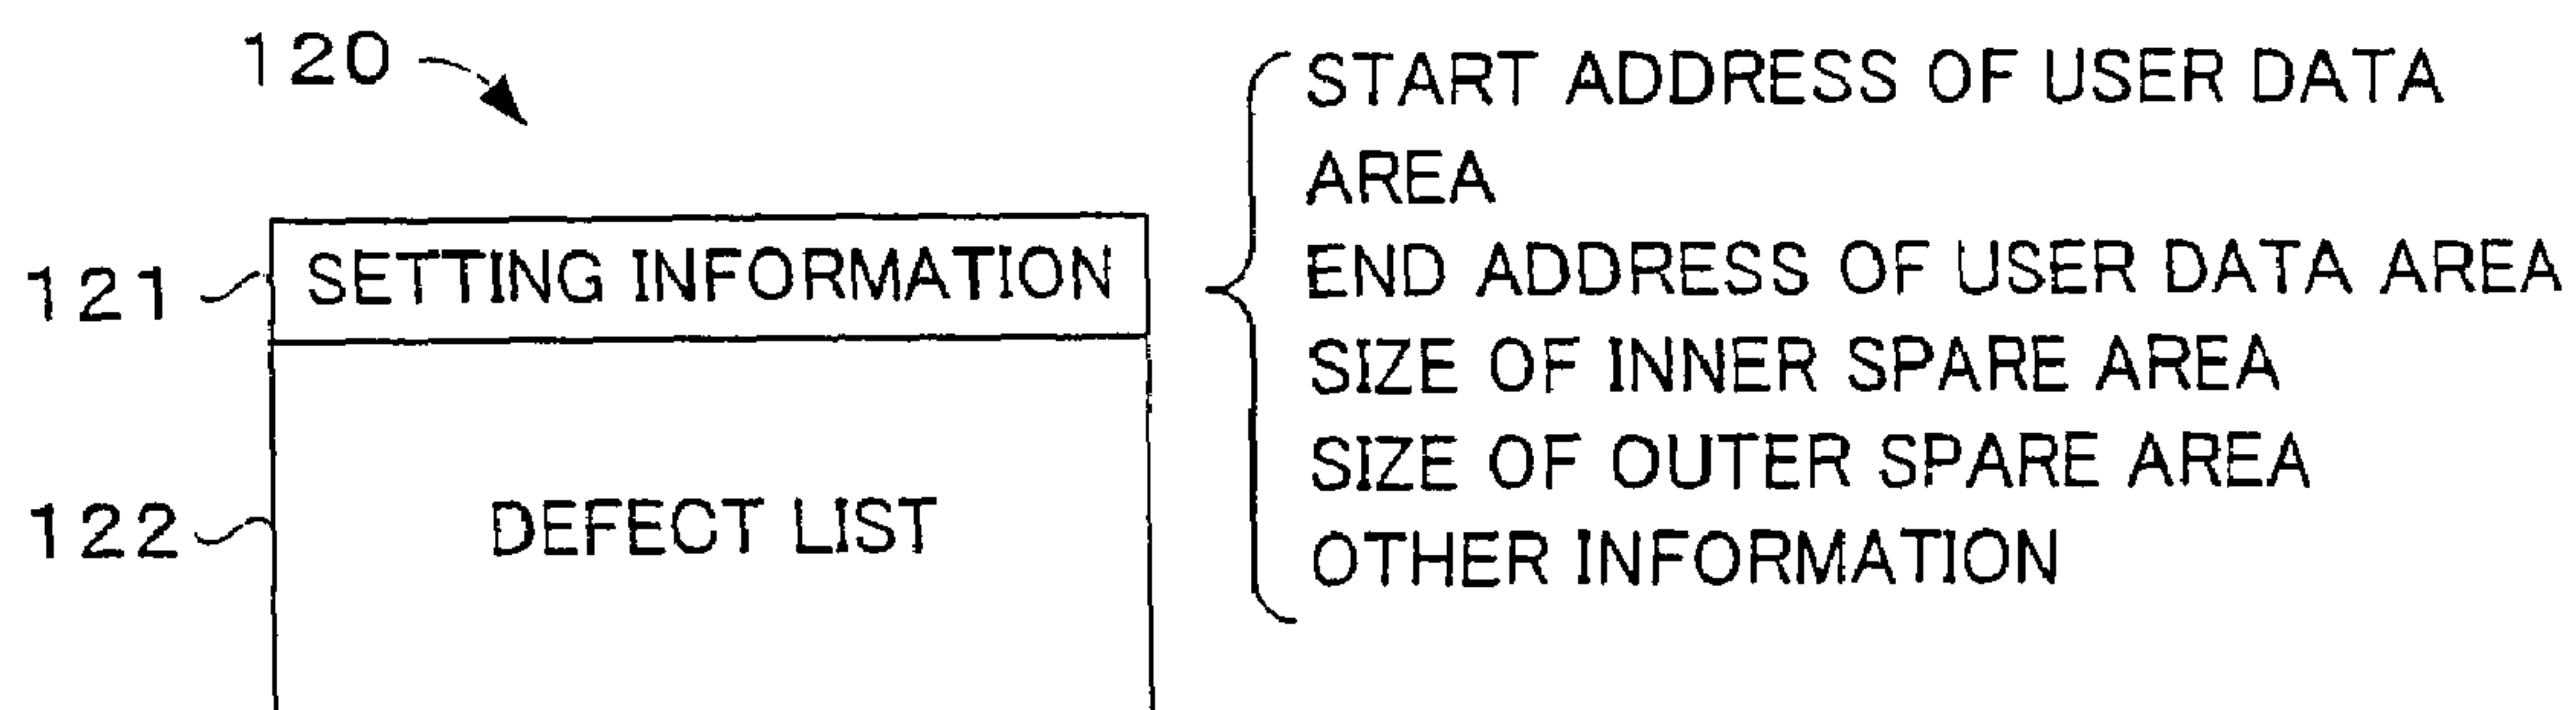 120
START ADDRESS OF USER DATA
AREA
121
SETTING INFORMATION
END ADDRESS OF USER DATA AREA
SIZE OF INNER SPARE AREA
SIZE OF OUTER SPARE AREA
122
DEFECT LIST
OTHER INFORMATION